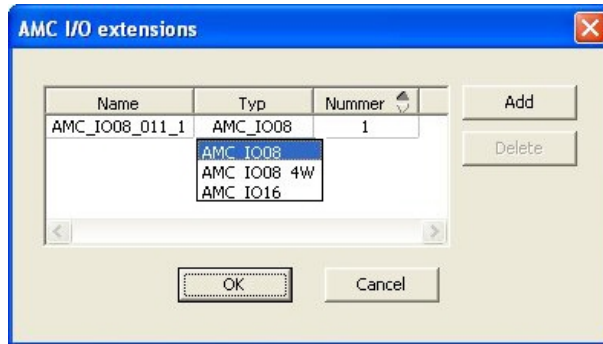 AMC I/O extensions
Name Typ Nummer
AMC_IO08_011_1 AMC_IO08 1
AMC_IO08
AMC_IO08_4W
AMC_IO16
Add
Delete
OK Cancel